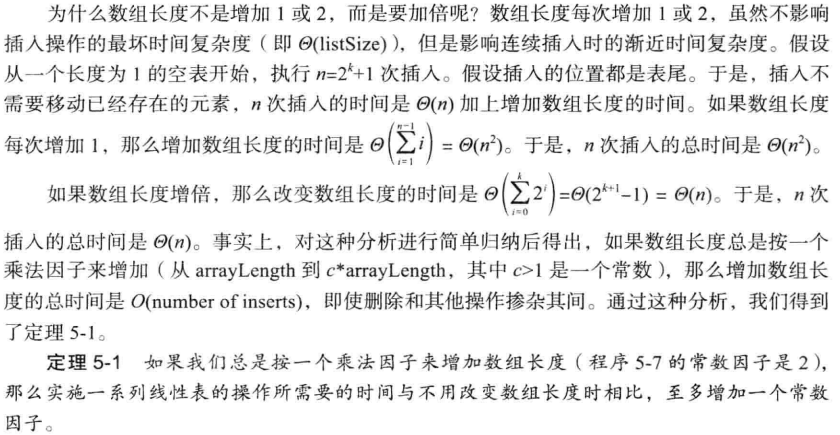 为什么数组长度不是增加 1 或 2，而是要加倍呢？数组长度每次增加 1 或 2，虽然不影响
插入操作的最坏时间复杂度（即 Θ(listSize)），但是影响连续插入时的渐近时间复杂度。假设
从一个长度为 1 的空表开始，执行 n=2^k+1 次插入。假设插入的位置都是表尾。于是，插入不
需要移动已经存在的元素，n 次插入的时间是 Θ(n) 加上增加数组长度的时间。如果数组长度
每次增加 1，那么增加数组长度的时间是 Θ(∑_{i=1}^{n-1} i) = Θ(n²)。于是，n 次插入的总时间是 Θ(n²)。
如果数组长度增倍，那么改变数组长度的时间是 Θ(∑_{i=0}^{k} 2^i)=Θ(2^{k+1}-1) = Θ(n)。于是，n 次
插入的总时间是 Θ(n)。事实上，对这种分析进行简单归纳后得出，如果数组长度总是按一个
乘法因子来增加（从 arrayLength 到 c*arrayLength，其中 c>1 是一个常数），那么增加数组长
度的总时间是 O(number of inserts)，即使删除和其他操作掺杂其间。通过这种分析，我们得到
了定理 5-1。
定理 5-1 如果我们总是按一个乘法因子来增加数组长度（程序 5-7 的常数因子是 2），
那么实施一系列线性表的操作所需要的时间与不用改变数组长度时相比，至多增加一个常数
因子。